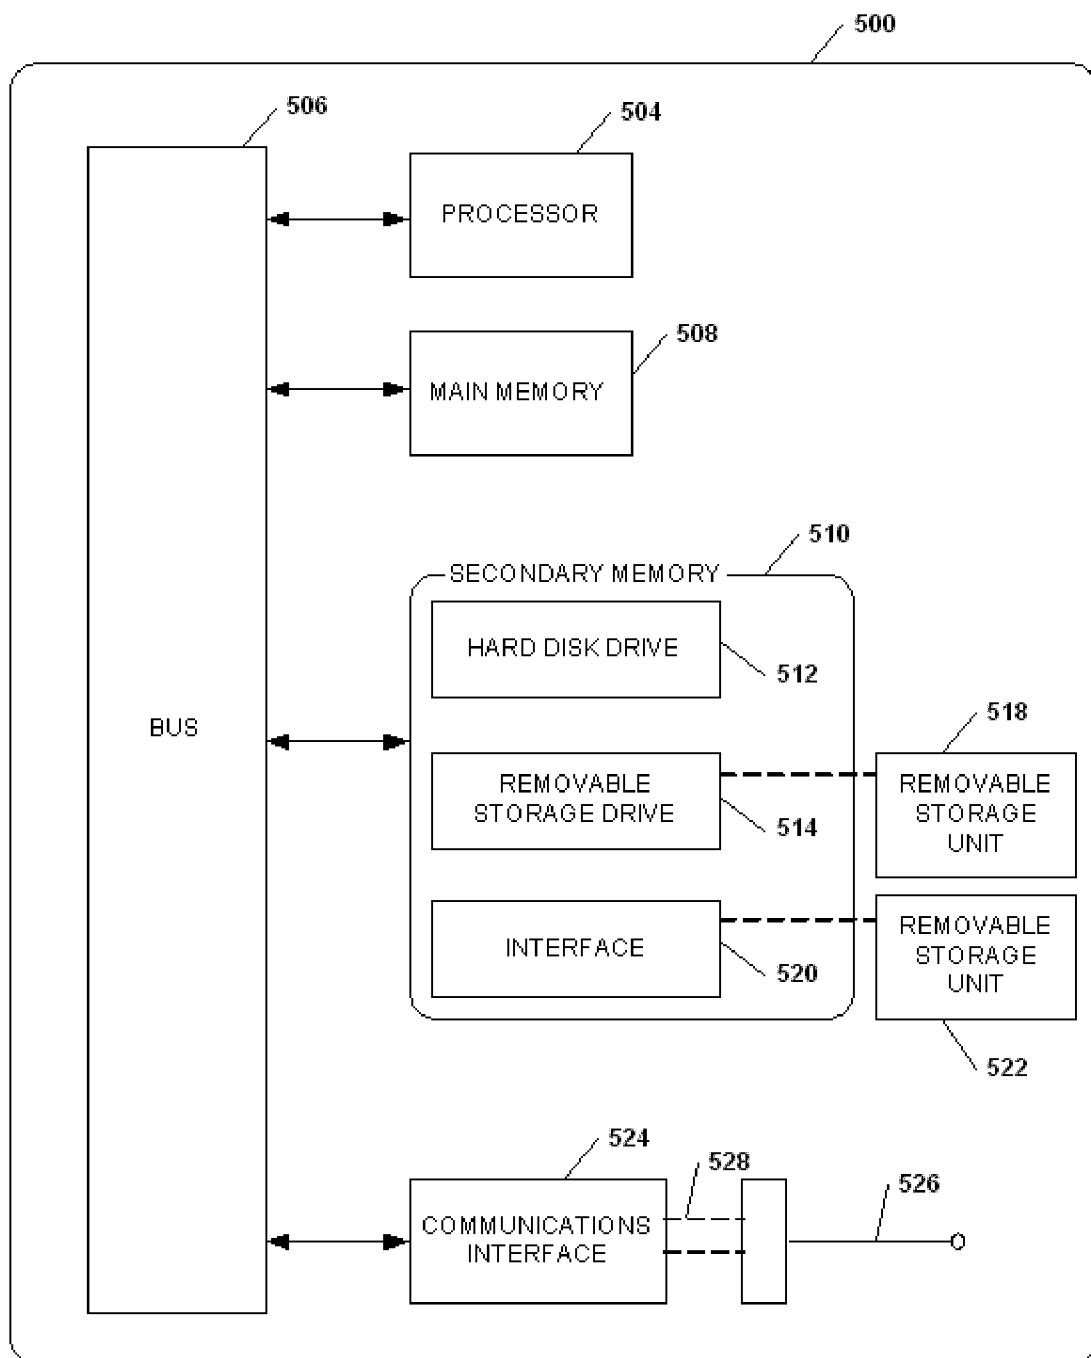 500
506
504
PROCESSOR
508
MAIN MEMORY
510
SECONDARY MEMORY
HARD DISK DRIVE
512
BUS
518
REMOVABLE
STORAGE DRIVE
514
REMOVABLE
STORAGE
UNIT
INTERFACE
520
REMOVABLE
STORAGE
UNIT
522
524
528
526
COMMUNICATIONS
INTERFACE